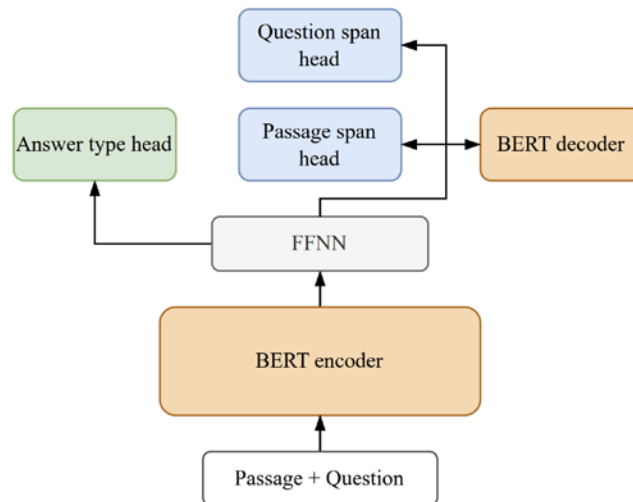 Question span
head
Answer type head
Passage span
head
BERT decoder
FFNN
BERT encoder
Passage + Question